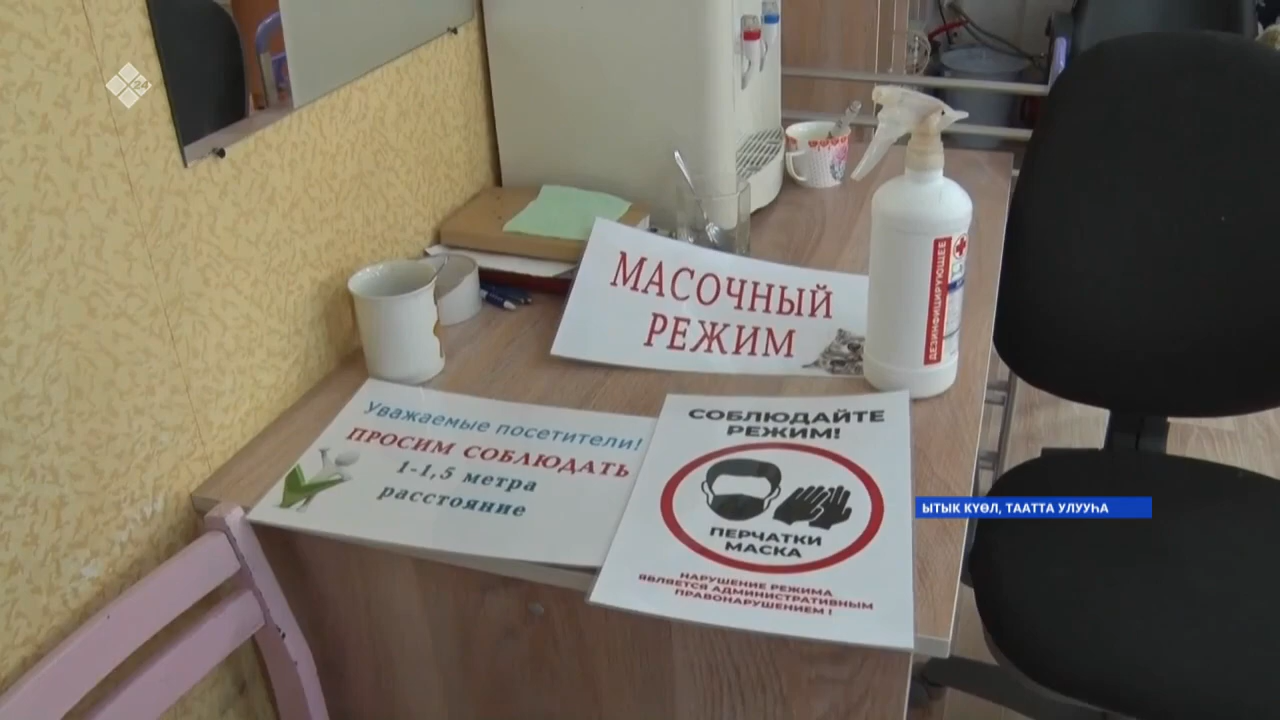 24
МАСОЧНЫЙ
РЕЖИМ
ДЕЗИНФИЦИРУЮЩЕЕ
Уважаемые посетители!
ПРОСИМ СОБЛЮДАТЬ
1-1,5 метра
расстояние
СОБЛЮДАЙТЕ
РЕЖИМ!
ПЕРЧАТКИ
МАСКА
НАРУШЕНИЕ РЕЖИМА
ЯВЛЯЕТСЯ АДМИНИСТРАТИВНЫМ
ПРАВОНАРУШЕНИЕМ !
ЫТЫК КҮӨЛ, ТААТТА УЛУУҺА